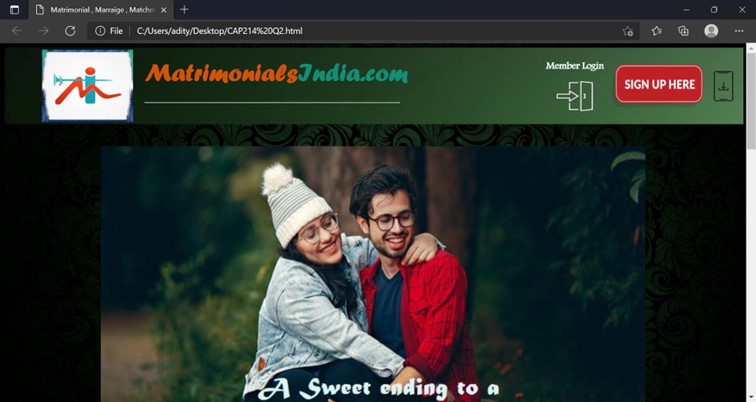 Matrimonial , Marraige , Matchm
File
C:/Users/adity/Desktop/CAP214%20Q2.html
MatrimonialsIndia.com
Member Login
SIGN UP HERE
A Sweet ending to a